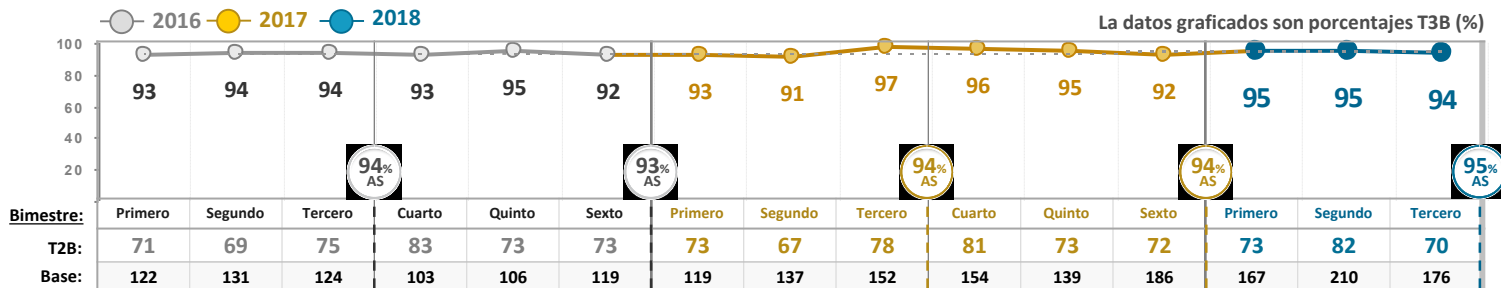 2016 2017 2018
La datos graficados son porcentajes T3B (%)
100
80
60
40
20
93 94 94 93 95 92 93 91 97 96 95 92 95 95 94
94% AS 93% AS 94% AS 94% AS 95% AS
Bimestre: Primero Segundo Tercero Cuarto Quinto Sexto Primero Segundo Tercero Cuarto Quinto Sexto Primero Segundo Tercero
T2B: 71 69 75 83 73 73 73 67 78 81 73 72 73 82 70
Base: 122 131 124 103 106 119 119 137 152 154 139 186 167 210 176